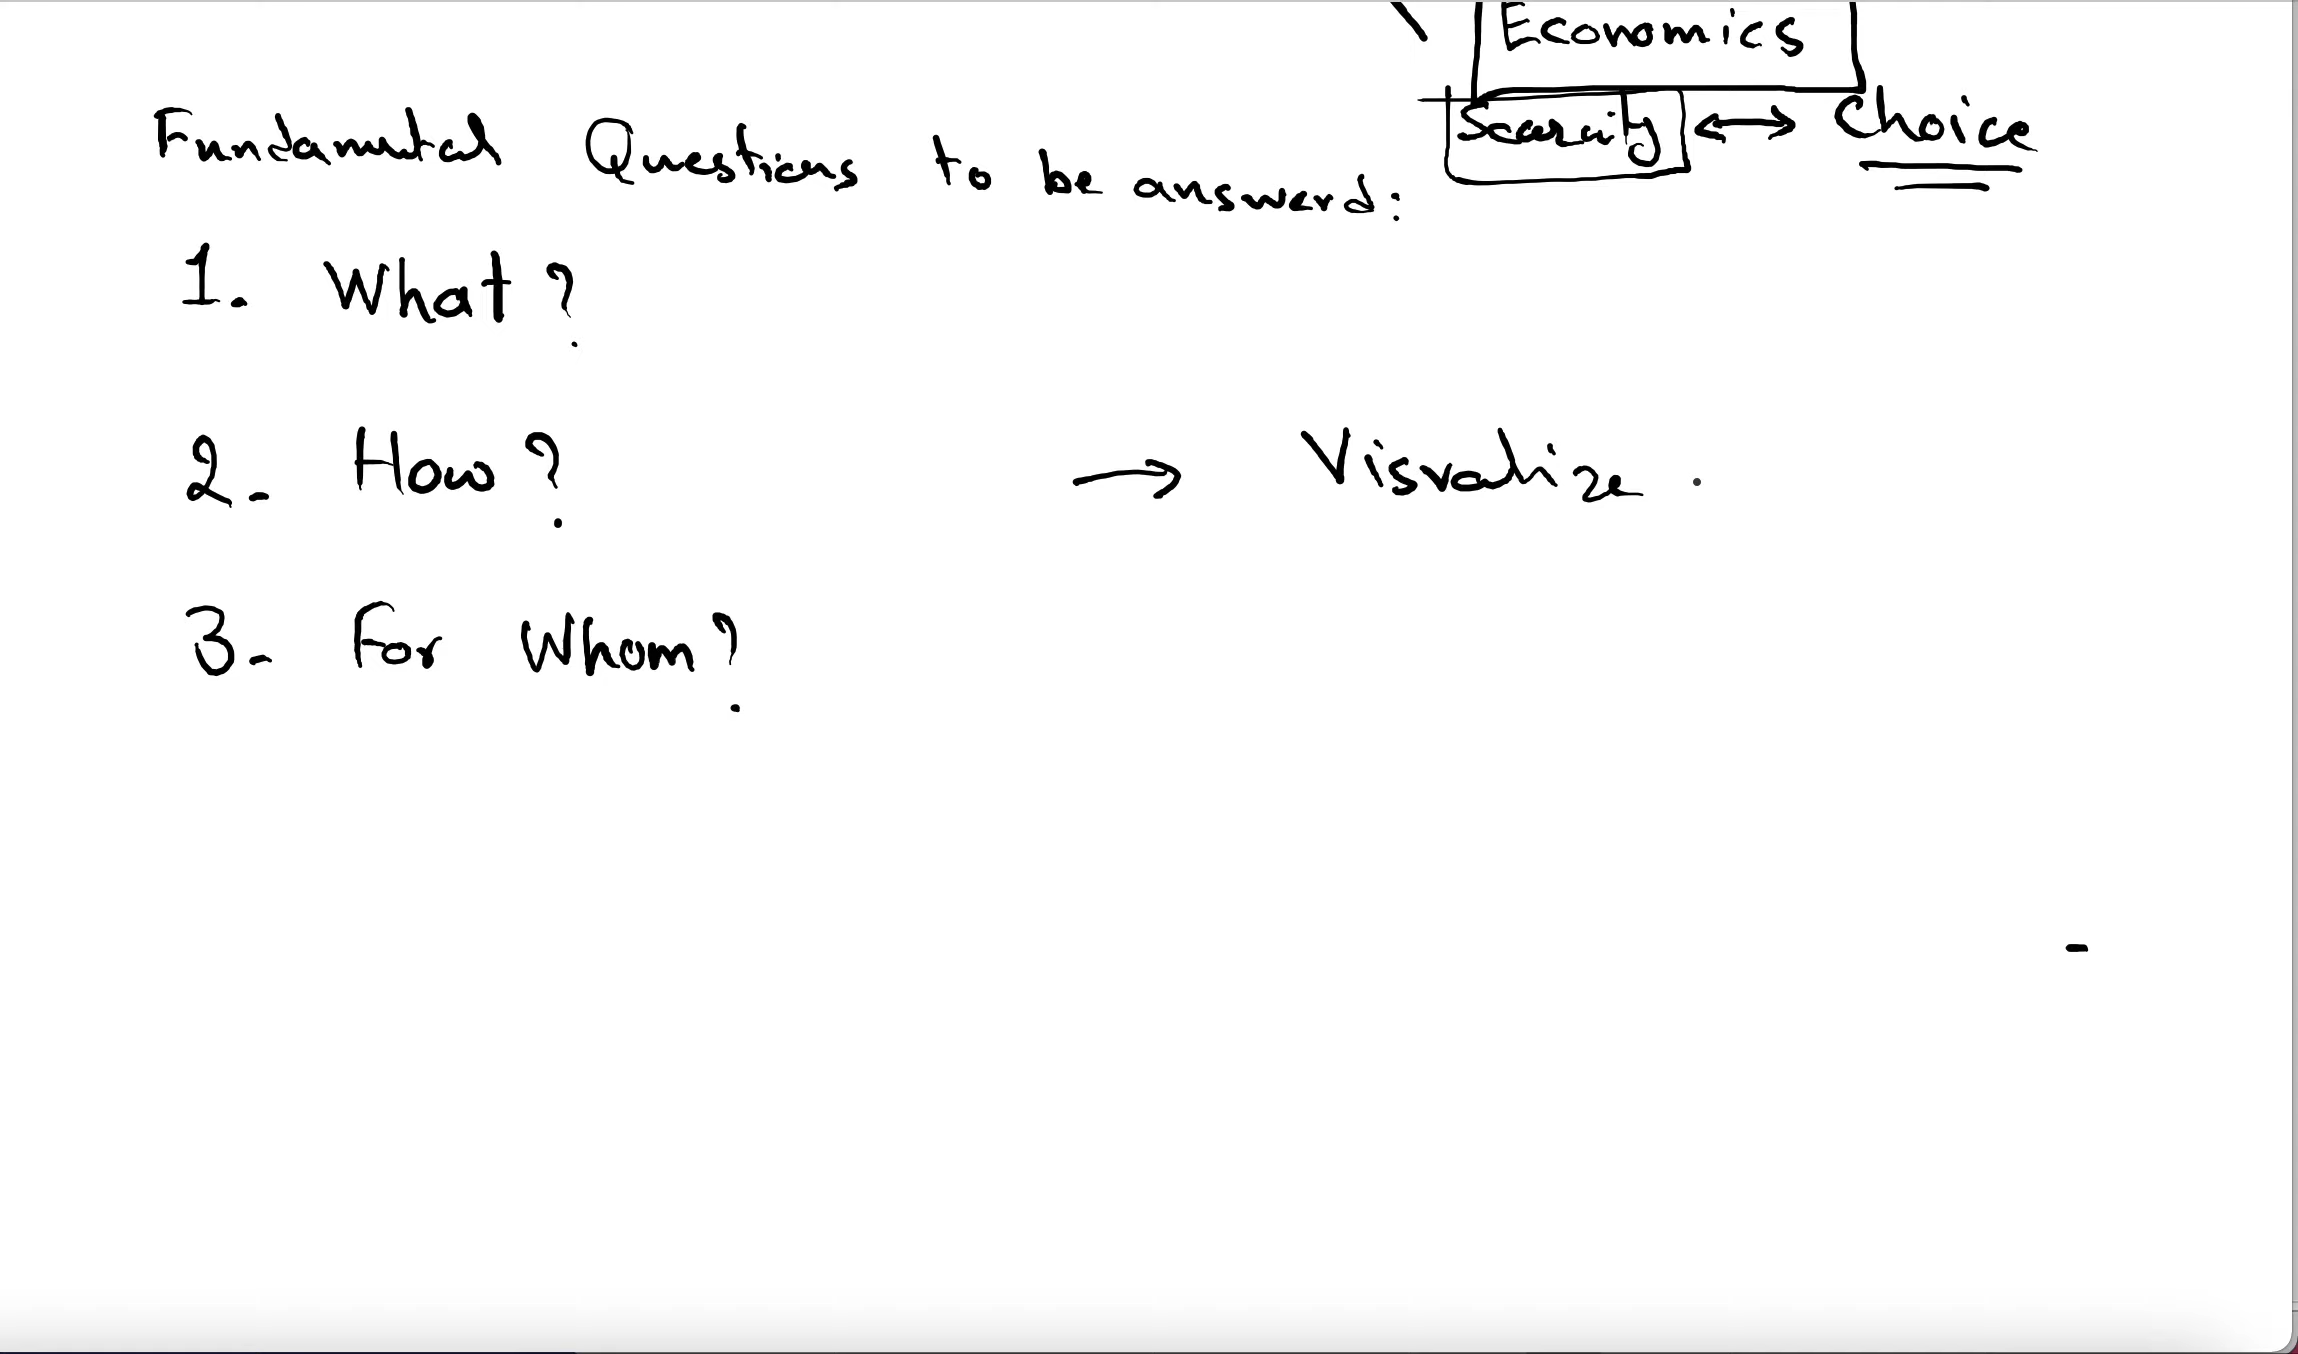 Economics
Scarcity ↔ Choice
Fundamental Questions to be answerd:
1. What?
2. How? → Visualize.
3. For Whom?